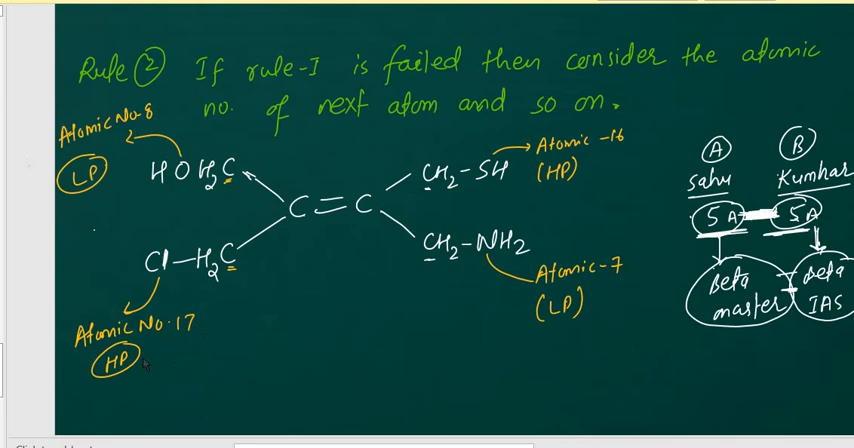 Rule ② If rule-I is failed then consider the atomic
no. of next atom and so on.
Atomic No-8
LP
HOH₂C
C=C
CH₂-SH
Atomic -16
(HP)
Cl-H₂C
CH₂-NH₂
Atomic-7
(LP)
Atomic No.17
HP
A
Sahu
5A
Beta
master
B
Kumhar
5A
Beta
IAS